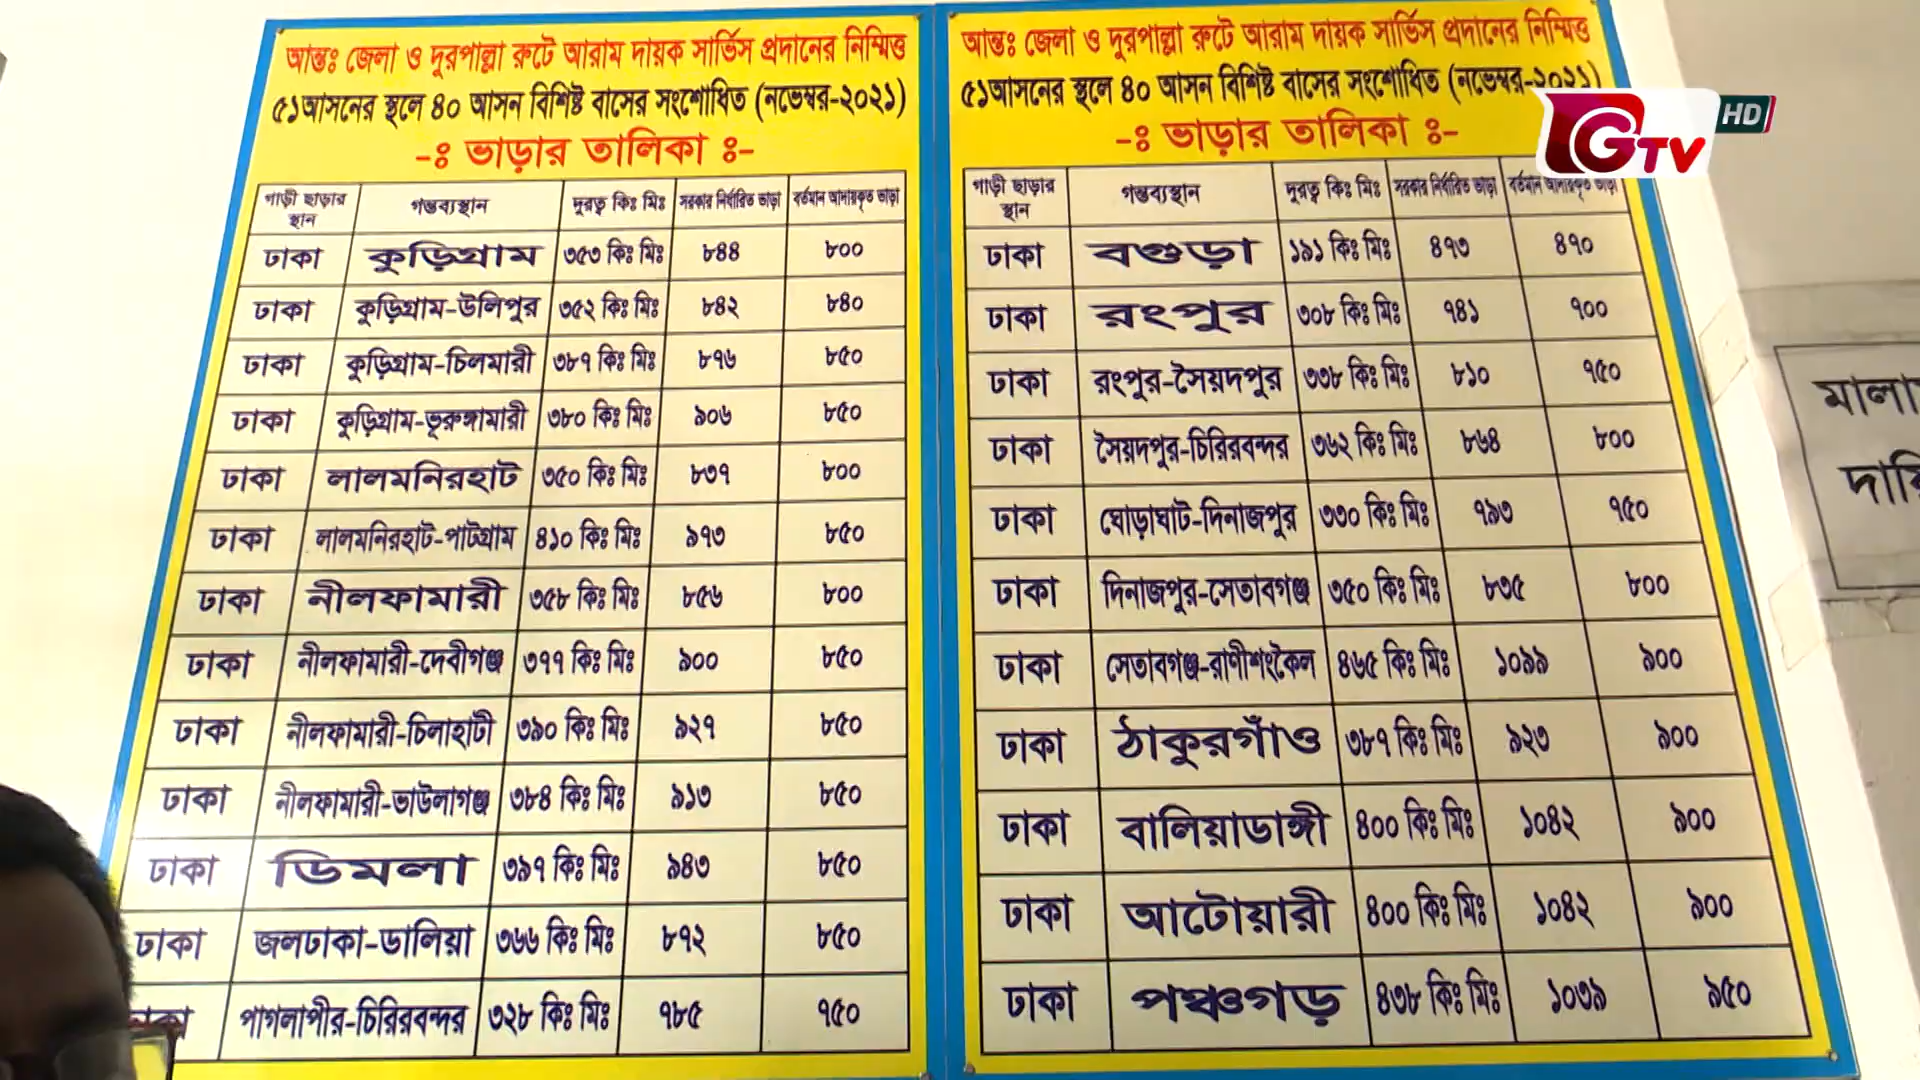 আন্তঃ জেলা ও দুরপাল্লা রুটে আরাম দায়ক সার্ভিস প্রদানের নিম্মিত্ত
৫১আসনের স্থলে ৪০ আসন বিশিষ্ট বাসের সংশোধিত (নভেম্বর-২০২১)
-ঃ ভাড়ার তালিকা ঃ-
গাড়ী ছাড়ার স্থান গন্তব্যস্থান দুরত্ব কিঃ মিঃ সরকার নির্ধারিত ভাড়া বর্তমান আদায়কৃত ভাড়া
ঢাকা কুড়িগ্রাম ৩৫৩ কিঃ মিঃ ৮৪৪ ৮০০
ঢাকা কুড়িগ্রাম-উলিপুর ৩৫২ কিঃ মিঃ ৮৪২ ৮৪০
ঢাকা কুড়িগ্রাম-চিলমারী ৩৮৭ কিঃ মিঃ ৮৭৬ ৮৫০
ঢাকা কুড়িগ্রাম-ভূরুঙ্গামারী ৩৮০ কিঃ মিঃ ৯০৬ ৮৫০
ঢাকা লালমনিরহাট ৩৫০ কিঃ মিঃ ৮৩৭ ৮০০
ঢাকা লালমনিরহাট-পাটগ্রাম ৪১০ কিঃ মিঃ ৯৭৩ ৮৫০
ঢাকা নীলফামারী ৩৫৮ কিঃ মিঃ ৮৫৬ ৮০০
ঢাকা নীলফামারী-দেবীগঞ্জ ৩৭৭ কিঃ মিঃ ৯০০ ৮৫০
ঢাকা নীলফামারী-চিলাহাটী ৩৯০ কিঃ মিঃ ৯২৭ ৮৫০
ঢাকা নীলফামারী-ভাউলাগঞ্জ ৩৮৪ কিঃ মিঃ ৯১৩ ৮৫০
ঢাকা ডিমলা ৩৯৭ কিঃ মিঃ ৯৪৩ ৮৫০
ঢাকা জলঢাকা-ডালিয়া ৩৬৬ কিঃ মিঃ ৮৭২ ৮৫০
ঢাকা পাগলাপীর-চিরিরবন্দর ৩২৮ কিঃ মিঃ ৭৮৫ ৭৫০
আন্তঃ জেলা ও দুরপাল্লা রুটে আরাম দায়ক সার্ভিস প্রদানের নিম্মিত্ত
৫১আসনের স্থলে ৪০ আসন বিশিষ্ট বাসের সংশোধিত (নভেম্বর-২০২১)
-ঃ ভাড়ার তালিকা ঃ-
গাড়ী ছাড়ার স্থান গন্তব্যস্থান দুরত্ব কিঃ মিঃ সরকার নির্ধারিত ভাড়া বর্তমান আদায়কৃত ভাড়া
ঢাকা বগুড়া ১৯১ কিঃ মিঃ ৪৭৩ ৪৭০
ঢাকা রংপুর ৩০৮ কিঃ মিঃ ৭৪১ ৭০০
ঢাকা রংপুর-সৈয়দপুর ৩৩৮ কিঃ মিঃ ৮১০ ৭৫০
ঢাকা সৈয়দপুর-চিরিরবন্দর ৩৬২ কিঃ মিঃ ৮৬৪ ৮০০
ঢাকা ঘোড়াঘাট-দিনাজপুর ৩৩০ কিঃ মিঃ ৭৯৩ ৭৫০
ঢাকা দিনাজপুর-সেতাবগঞ্জ ৩৫০ কিঃ মিঃ ৮৩৫ ৮০০
ঢাকা সেতাবগঞ্জ-রাণীশংকৈল ৪৬৫ কিঃ মিঃ ১০৯৯ ৯০০
ঢাকা ঠাকুরগাঁও ৩৮৭ কিঃ মিঃ ৯২৩ ৯০০
ঢাকা বালিয়াডাঙ্গী ৪০০ কিঃ মিঃ ১০৪২ ৯০০
ঢাকা আটোয়ারী ৪০০ কিঃ মিঃ ১০৪২ ৯০০
ঢাকা পঞ্চগড় ৪৩৮ কিঃ মিঃ ১০৩৯ ৯৫০
GTV HD